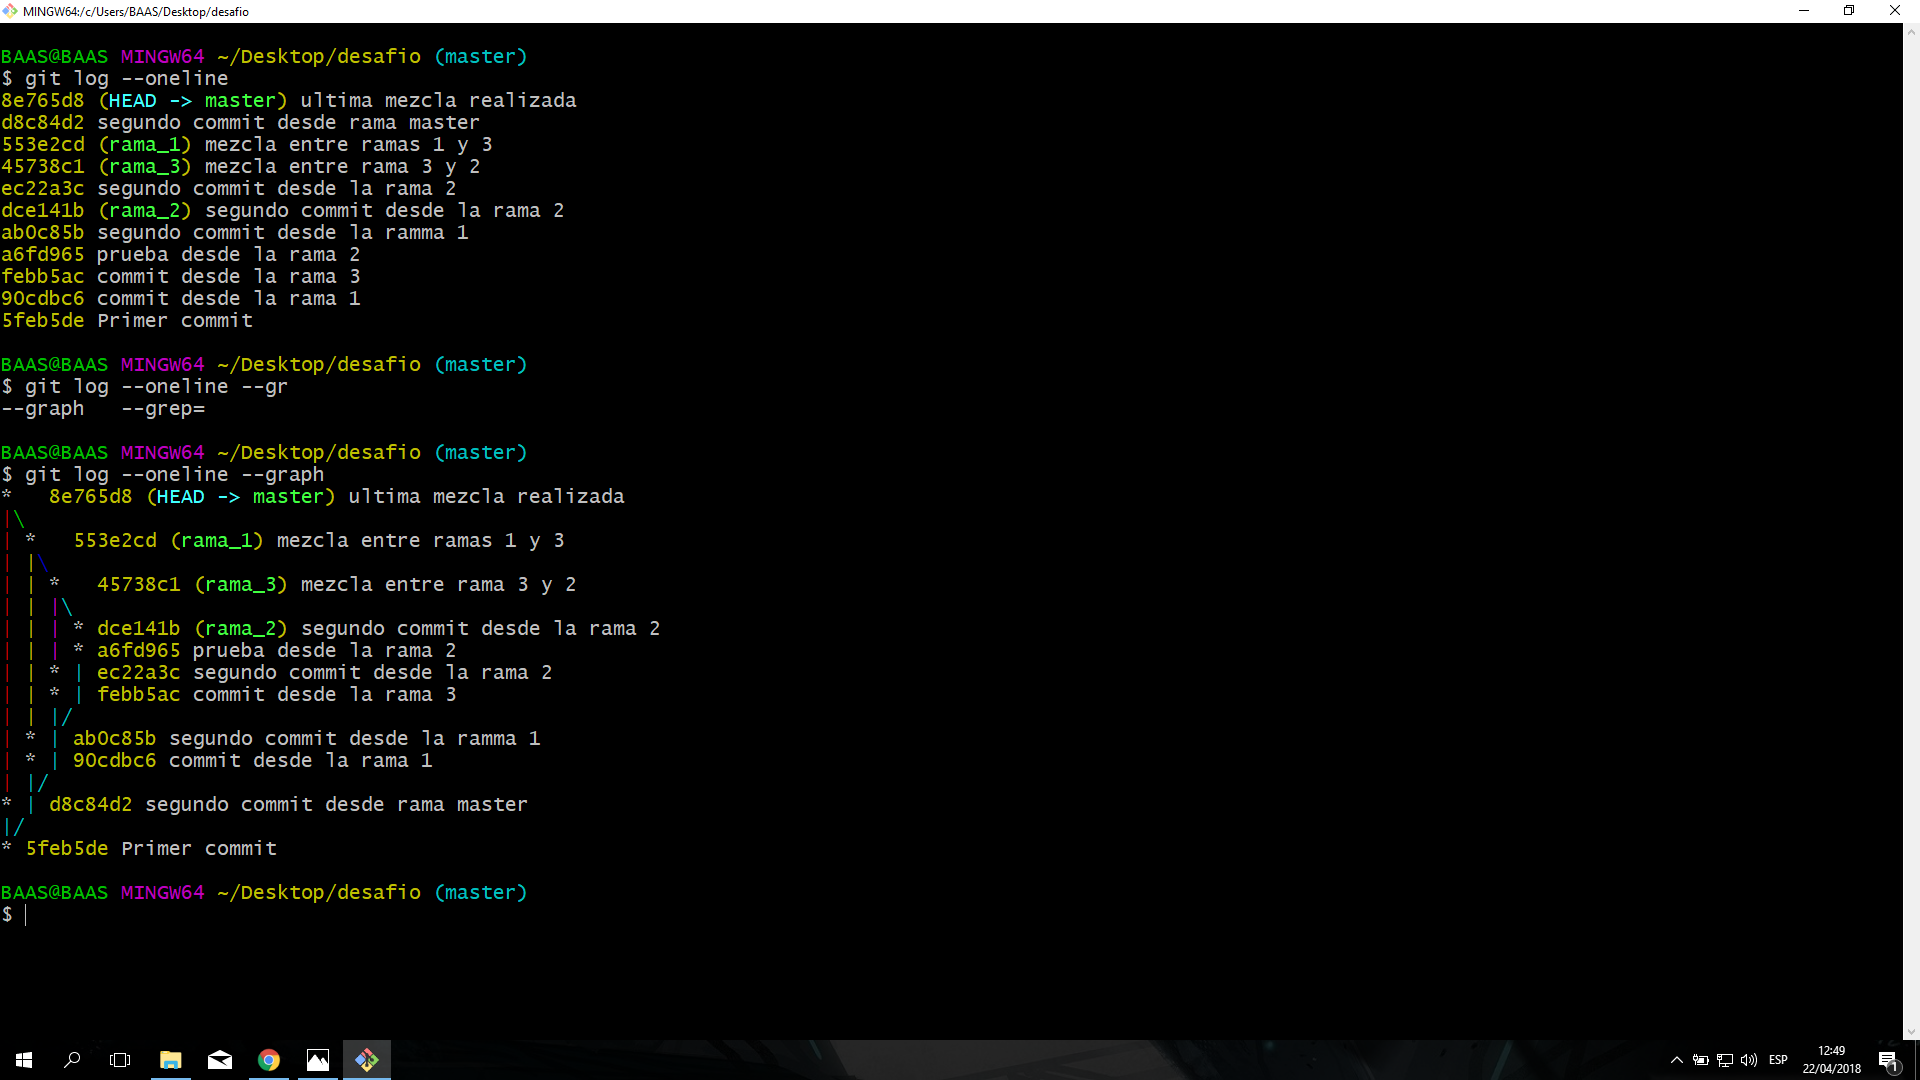 MINGW64:/c/Users/BAAS/Desktop/desafio
BAAS@BAAS MINGW64 ~/Desktop/desafio (master)
$ git log --oneline
8e765d8 (HEAD -> master) ultima mezcla realizada
d8c84d2 segundo commit desde rama master
553e2cd (rama_1) mezcla entre ramas 1 y 3
45738c1 (rama_3) mezcla entre rama 3 y 2
ec22a3c segundo commit desde la rama 2
dce141b (rama_2) segundo commit desde la rama 2
ab0c85b segundo commit desde la ramma 1
a6fd965 prueba desde la rama 2
febb5ac commit desde la rama 3
90cdbc6 commit desde la rama 1
5feb5de Primer commit
BAAS@BAAS MINGW64 ~/Desktop/desafio (master)
$ git log --oneline --gr
--graph   --grep=
BAAS@BAAS MINGW64 ~/Desktop/desafio (master)
$ git log --oneline --graph
*   8e765d8 (HEAD -> master) ultima mezcla realizada
|\
| *   553e2cd (rama_1) mezcla entre ramas 1 y 3
| |\
| | *   45738c1 (rama_3) mezcla entre rama 3 y 2
| | |\
| | | * dce141b (rama_2) segundo commit desde la rama 2
| | | * a6fd965 prueba desde la rama 2
| | * | ec22a3c segundo commit desde la rama 2
| | * | febb5ac commit desde la rama 3
| | |/
| * | ab0c85b segundo commit desde la ramma 1
| * | 90cdbc6 commit desde la rama 1
| |/
* | d8c84d2 segundo commit desde rama master
|/
* 5feb5de Primer commit
BAAS@BAAS MINGW64 ~/Desktop/desafio (master)
$
ESP
12:49
22/04/2018
1